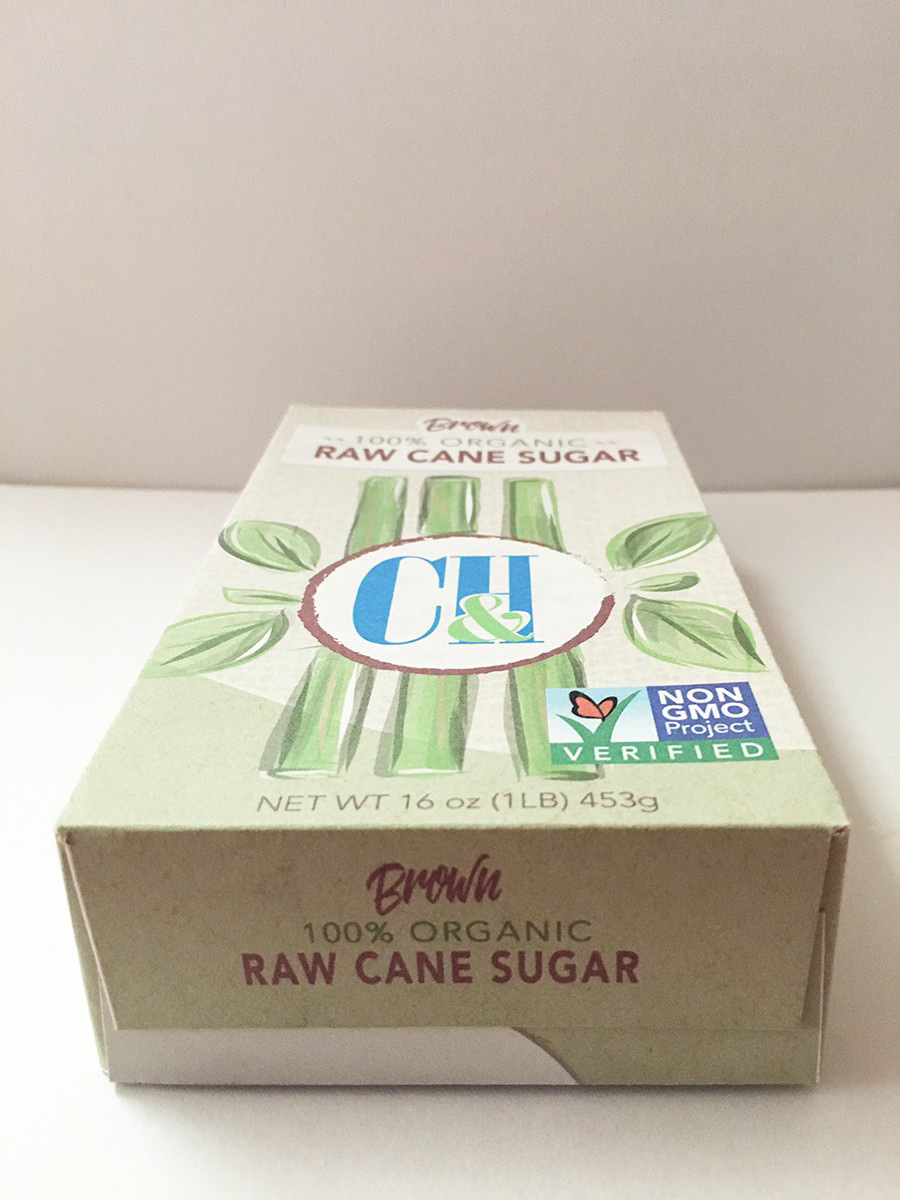 Brown
100% ORGANIC
RAW CANE SUGAR
C&H
NON
GMO
Project
VERIFIED
NET WT 16 oz (1LB) 453g
Brown
100% ORGANIC
RAW CANE SUGAR